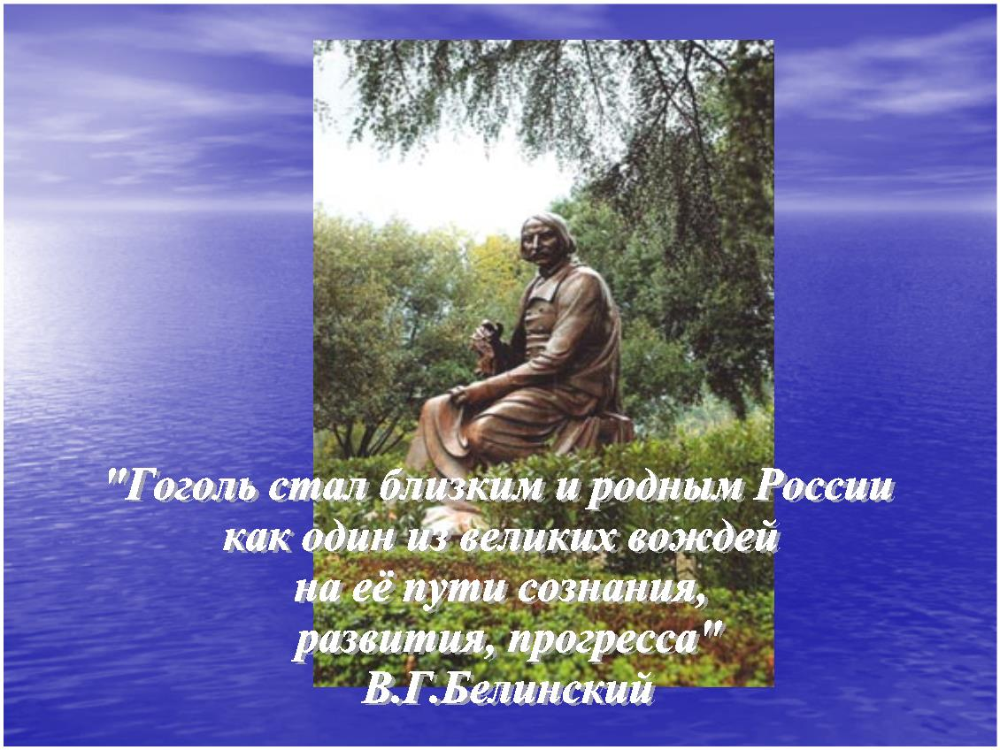 "Гоголь стал близким и родным России
как один из великих вождей
на её пути сознания,
развития, прогресса"
В.Г.Белинский